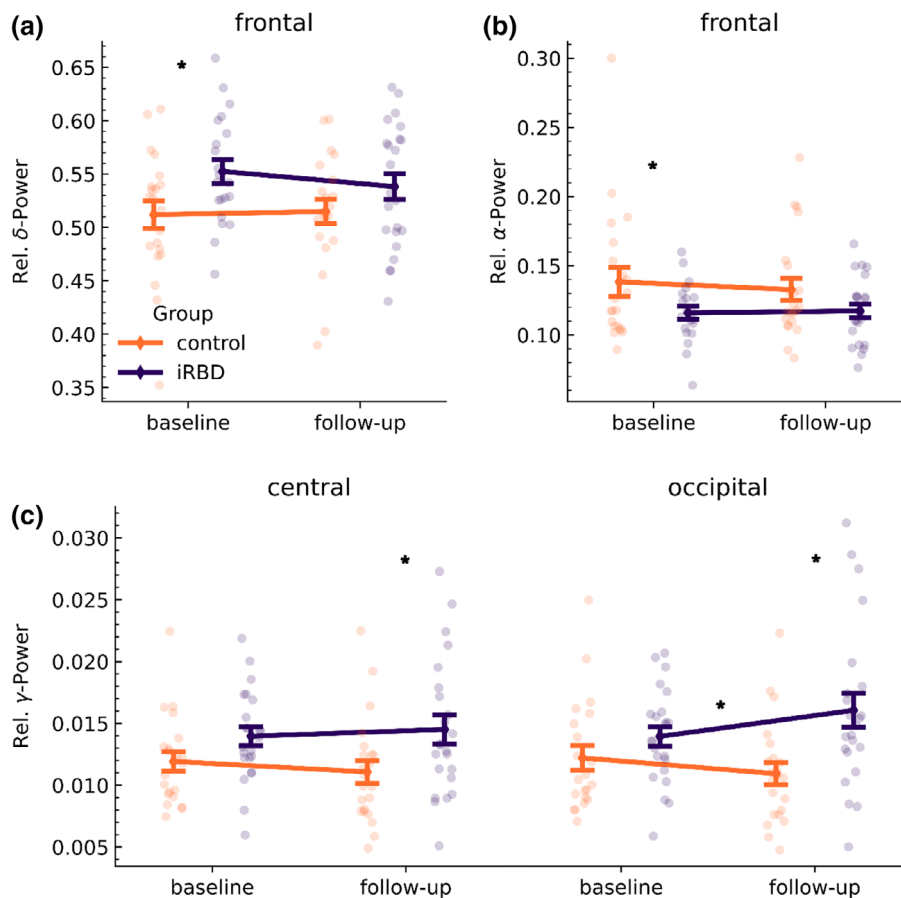 (a)
frontal
*
Rel. δ-Power
0.65
0.60
0.55
0.50
0.45
0.40
0.35
Group
control
iRBD
baseline
follow-up
(b)
frontal
*
Rel. α-Power
0.30
0.25
0.20
0.15
0.10
baseline
follow-up
(c)
central
occipital
*
*
*
Rel. γ-Power
0.030
0.025
0.020
0.015
0.010
0.005
baseline
follow-up
baseline
follow-up